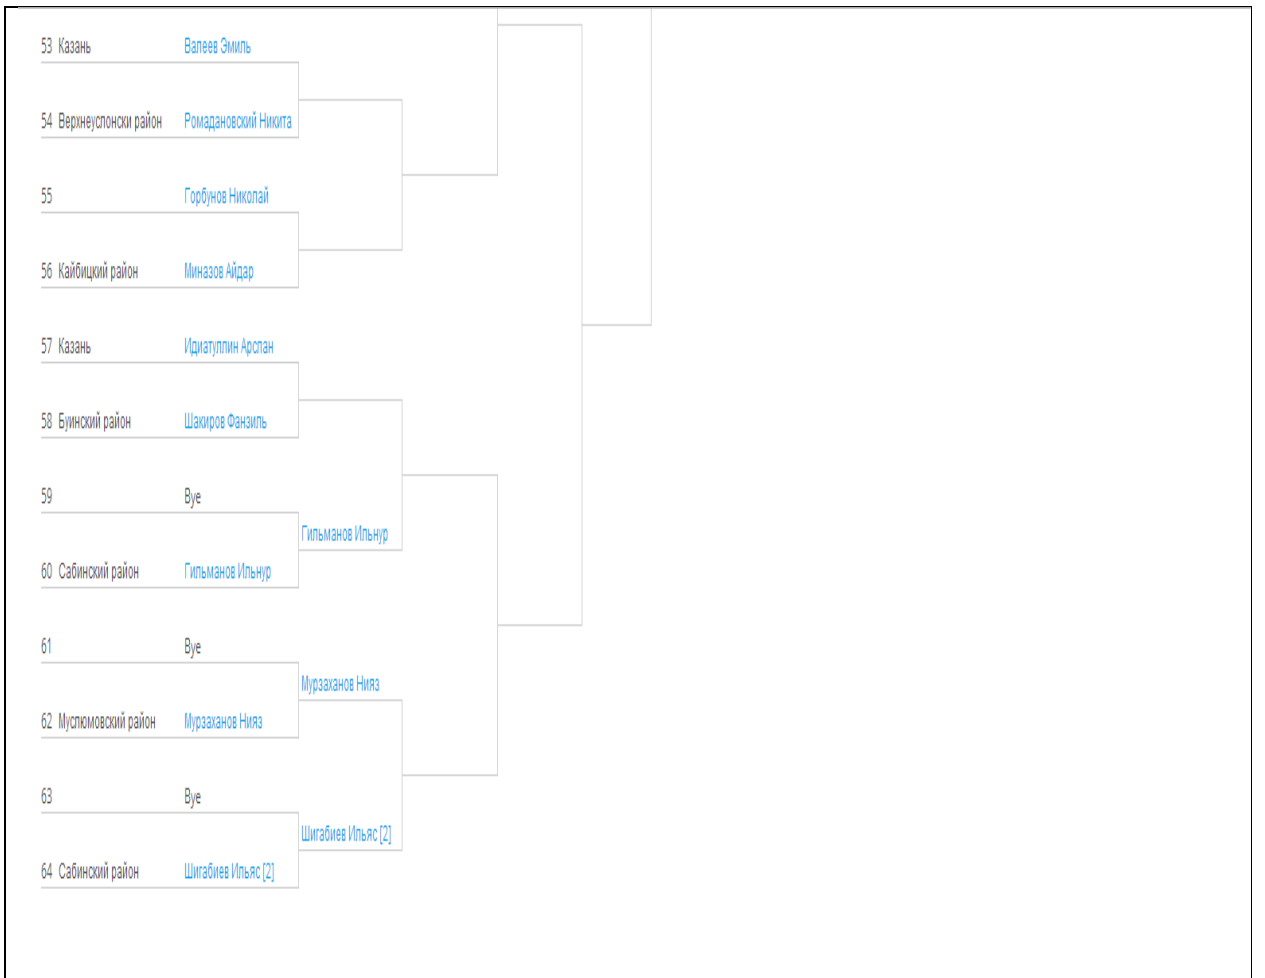 53 Казань Валеев Эмиль
54 Верхнеуслонски район Ромадановский Никита
55 Горбунов Николай
56 Кайбицкий район Миназов Айдар
57 Казань Идиатуллин Арслан
58 Буинский район Шакиров Фанзиль
59 Bye
Гильманов Ильнур
60 Сабинский район Гильманов Ильнур
61 Bye
Мурзаханов Нияз
62 Муслюмовский район Мурзаханов Нияз
63 Bye
Шигабиев Ильяс [2]
64 Сабинский район Шигабиев Ильяс [2]